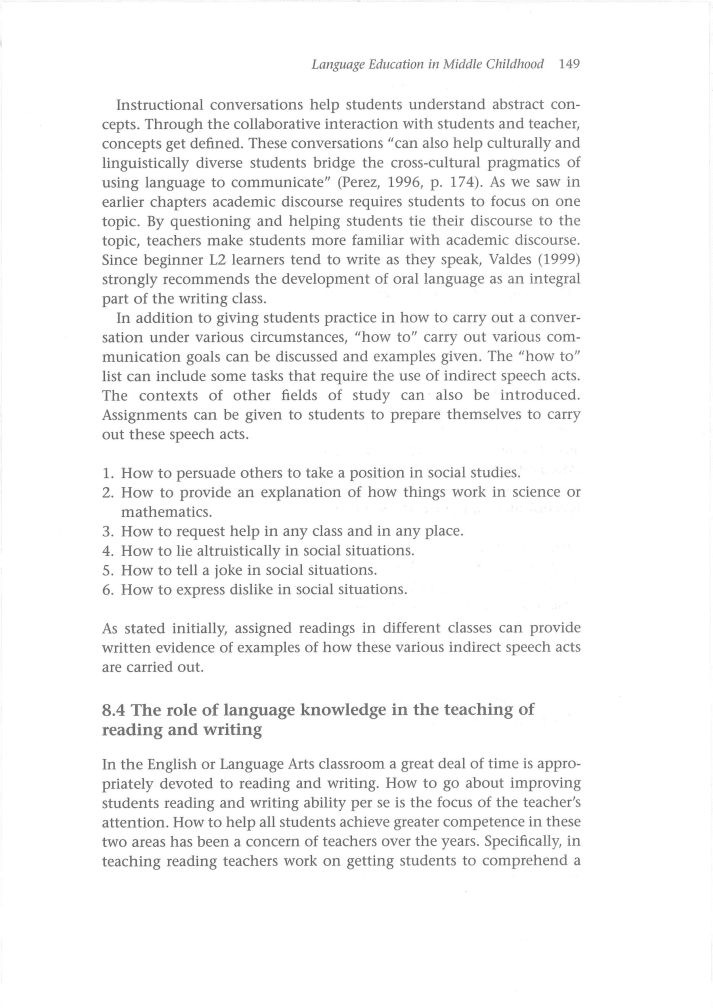 Language Education in Middle Childhood 149
Instructional conversations help students understand abstract con-
cepts. Through the collaborative interaction with students and teacher,
concepts get defined. These conversations "can also help culturally and
linguistically diverse students bridge the cross-cultural pragmatics of
using language to communicate" (Perez, 1996, p. 174). As we saw in
earlier chapters academic discourse requires students to focus on one
topic. By questioning and helping students tie their discourse to the
topic, teachers make students more familiar with academic discourse.
Since beginner L2 learners tend to write as they speak, Valdes (1999)
strongly recommends the development of oral language as an integral
part of the writing class.
In addition to giving students practice in how to carry out a conver-
sation under various circumstances, "how to" carry out various com-
munication goals can be discussed and examples given. The "how to"
list can include some tasks that require the use of indirect speech acts.
The contexts of other fields of study can also be introduced.
Assignments can be given to students to prepare themselves to carry
out these speech acts.
1. How to persuade others to take a position in social studies.
2. How to provide an explanation of how things work in science or
mathematics.
3. How to request help in any class and in any place.
4. How to lie altruistically in social situations.
5. How to tell a joke in social situations.
6. How to express dislike in social situations.
As stated initially, assigned readings in different classes can provide
written evidence of examples of how these various indirect speech acts
are carried out.
8.4 The role of language knowledge in the teaching of
reading and writing
In the English or Language Arts classroom a great deal of time is appro-
priately devoted to reading and writing. How to go about improving
students reading and writing ability per se is the focus of the teacher's
attention. How to help all students achieve greater competence in these
two areas has been a concern of teachers over the years. Specifically, in
teaching reading teachers work on getting students to comprehend a